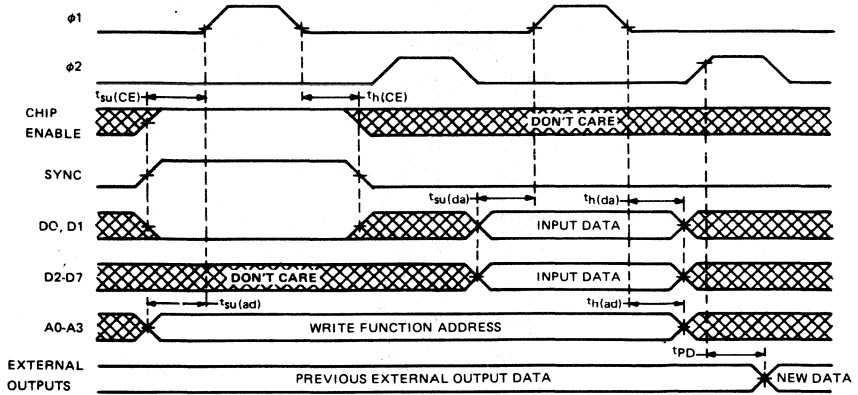 ϕ1
ϕ2
tsu(CE)
th(CE)
CHIP
ENABLE
DON'T CARE
SYNC
tsu(da)
th(da)
D0, D1
INPUT DATA
D2-D7
DON'T CARE
INPUT DATA
tsu(ad)
th(ad)
A0-A3
WRITE FUNCTION ADDRESS
tPD
EXTERNAL
OUTPUTS
PREVIOUS EXTERNAL OUTPUT DATA
NEW DATA